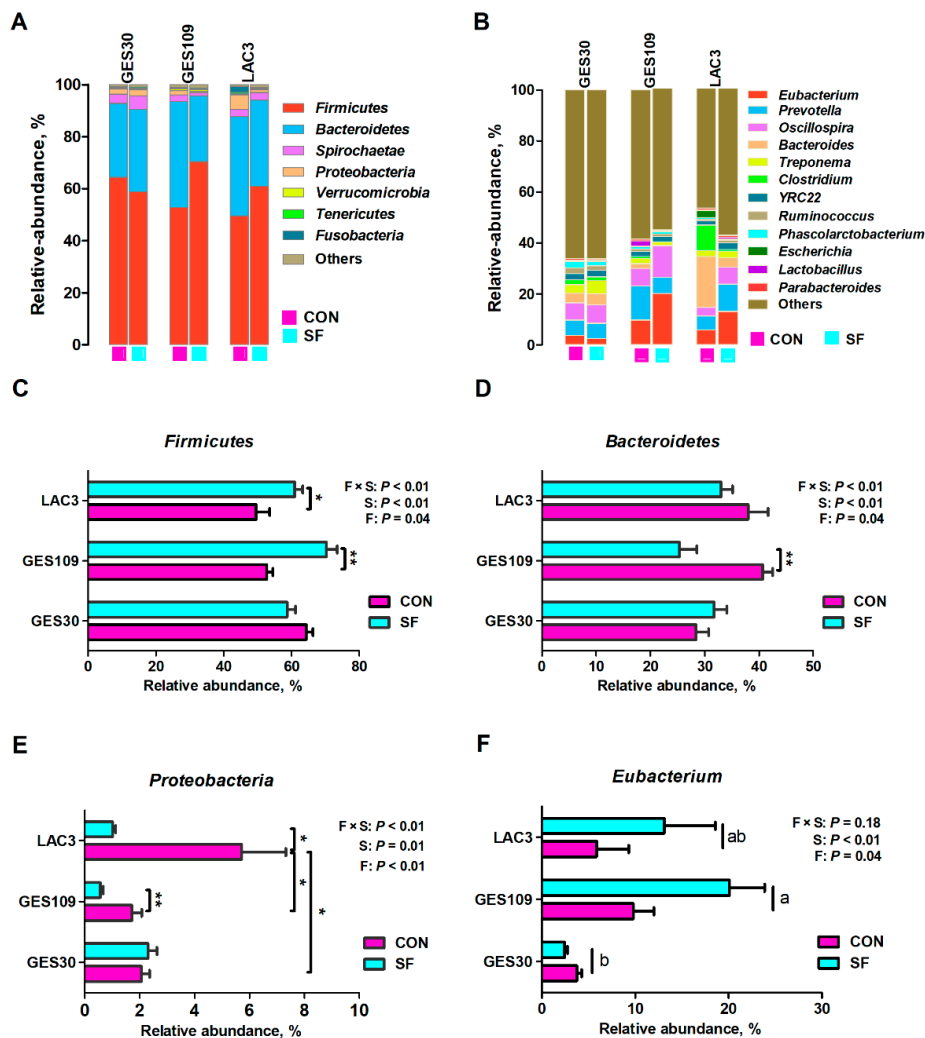 A
GES30
GES109
LAC3
Relative-abundance, %
100
80
60
40
20
0
Firmicutes
Bacteroidetes
Spirochaetae
Proteobacteria
Verrucomicrobia
Tenericutes
Fusobacteria
Others
CON
SF
B
GES30
GES109
LAC3
Relative-abundance, %
100
80
60
40
20
0
Eubacterium
Prevotella
Oscillospira
Bacteroides
Treponema
Clostridium
YRC22
Ruminococcus
Phascolarctobacterium
Escherichia
Lactobacillus
Parabacteroides
Others
CON
SF
C
Firmicutes
LAC3
GES109
GES30
*
**
F × S: P < 0.01
S: P < 0.01
F: P = 0.04
CON
SF
0 20 40 60 80
Relative abundance, %
D
Bacteroidetes
LAC3
GES109
GES30
**
F × S: P < 0.01
S: P < 0.01
F: P = 0.04
CON
SF
0 10 20 30 40 50
Relative abundance, %
E
Proteobacteria
LAC3
GES109
GES30
*
*
**
*
F × S: P < 0.01
S: P = 0.01
F: P < 0.01
CON
SF
0 2 4 6 8 10
Relative abundance, %
F
Eubacterium
LAC3
GES109
GES30
ab
a
b
F × S: P = 0.18
S: P < 0.01
F: P = 0.04
CON
SF
0 10 20 30
Relative abundance, %